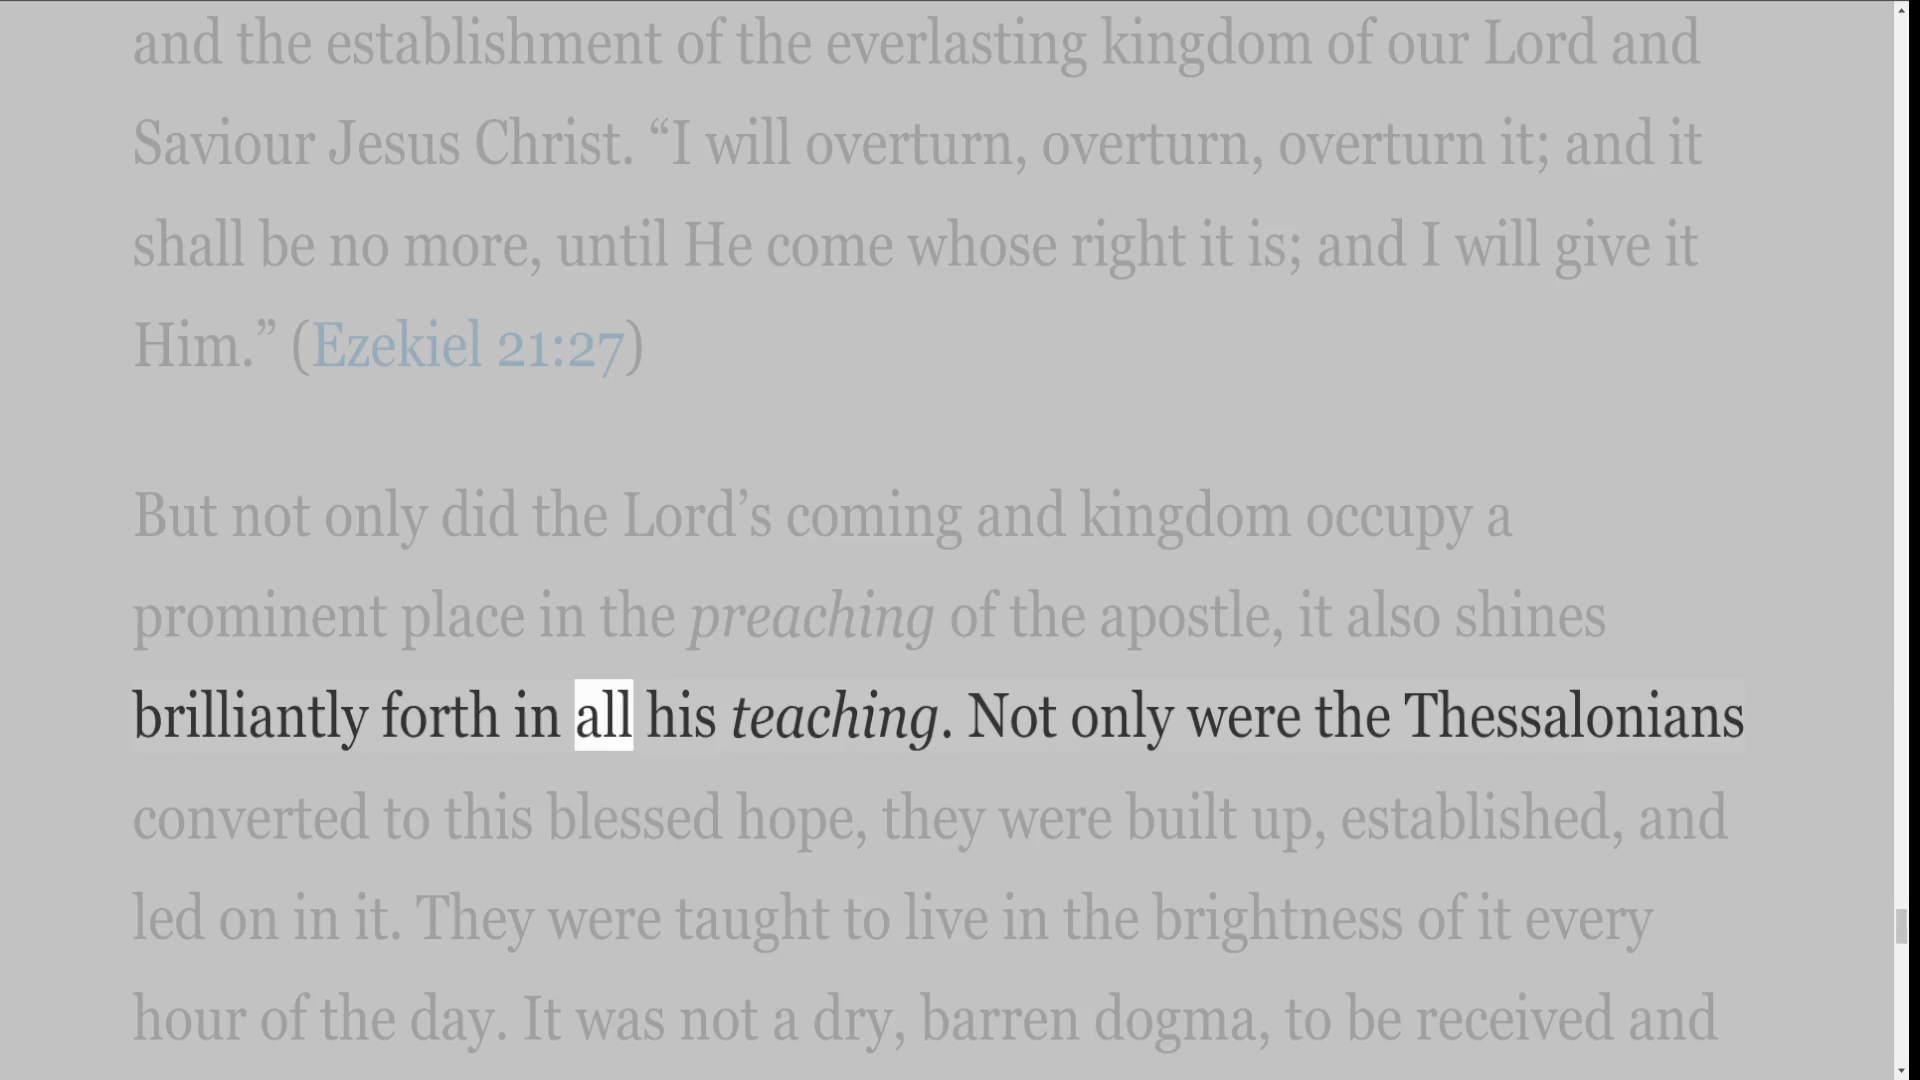 and the establishment of the everlasting kingdom of our Lord and
Saviour Jesus Christ. “I will overturn, overturn, overturn it; and it
shall be no more, until He come whose right it is; and I will give it
Him.” (Ezekiel 21:27)
But not only did the Lord’s coming and kingdom occupy a
prominent place in the preaching of the apostle, it also shines
brilliantly forth in all his teaching. Not only were the Thessalonians
converted to this blessed hope, they were built up, established, and
led on in it. They were taught to live in the brightness of it every
hour of the day. It was not a dry, barren dogma, to be received and